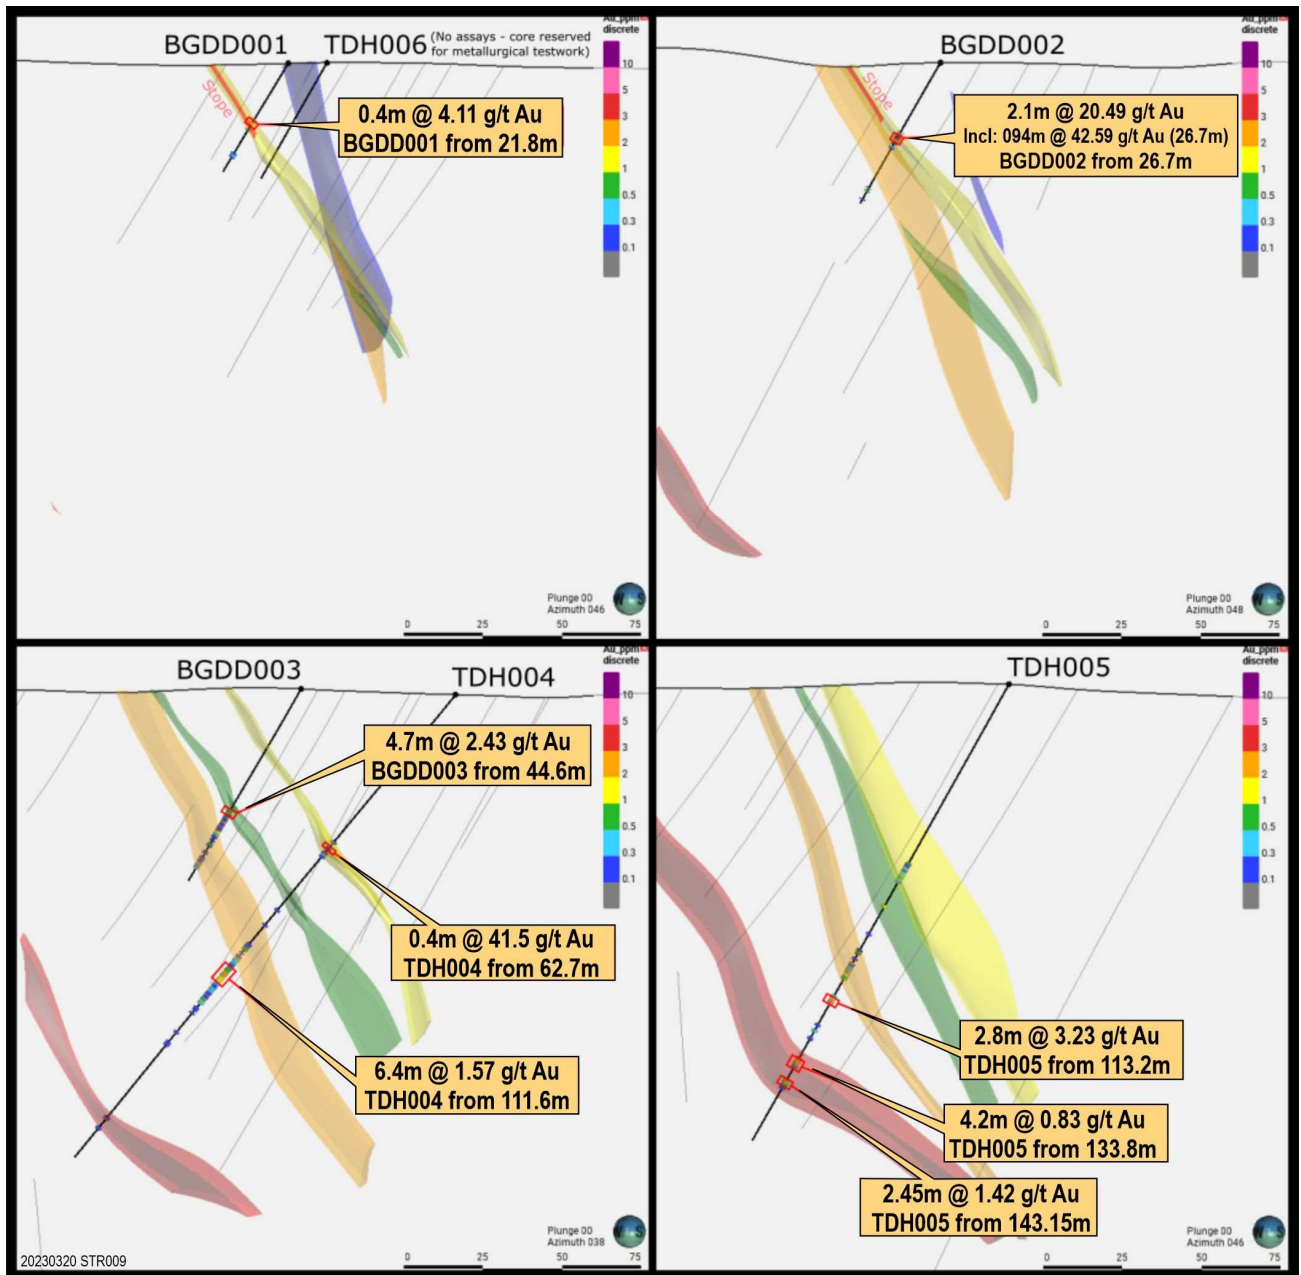 BGDD001
TDH006 (No assays - core reserved
for metallurgical testwork)
Au_ppm
discrete
10
5
3
2
1
0.5
0.3
0.1
Stope
0.4m @ 4.11 g/t Au
BGDD001 from 21.8m
Plunge 00
Azimuth 046
W S
0 25 50 75
BGDD002
Au_ppm
discrete
10
5
3
2
1
0.5
0.3
0.1
Stope
2.1m @ 20.49 g/t Au
Incl: 094m @ 42.59 g/t Au (26.7m)
BGDD002 from 26.7m
Plunge 00
Azimuth 048
W S
0 25 50 75
BGDD003
TDH004
Au_ppm
discrete
10
5
3
2
1
0.5
0.3
0.1
4.7m @ 2.43 g/t Au
BGDD003 from 44.6m
0.4m @ 41.5 g/t Au
TDH004 from 62.7m
6.4m @ 1.57 g/t Au
TDH004 from 111.6m
Plunge 00
Azimuth 038
W S
20230320 STR009
0 25 50 75
TDH005
Au_ppm
discrete
10
5
3
2
1
0.5
0.3
0.1
2.8m @ 3.23 g/t Au
TDH005 from 113.2m
4.2m @ 0.83 g/t Au
TDH005 from 133.8m
2.45m @ 1.42 g/t Au
TDH005 from 143.15m
Plunge 00
Azimuth 046
W S
0 25 50 75